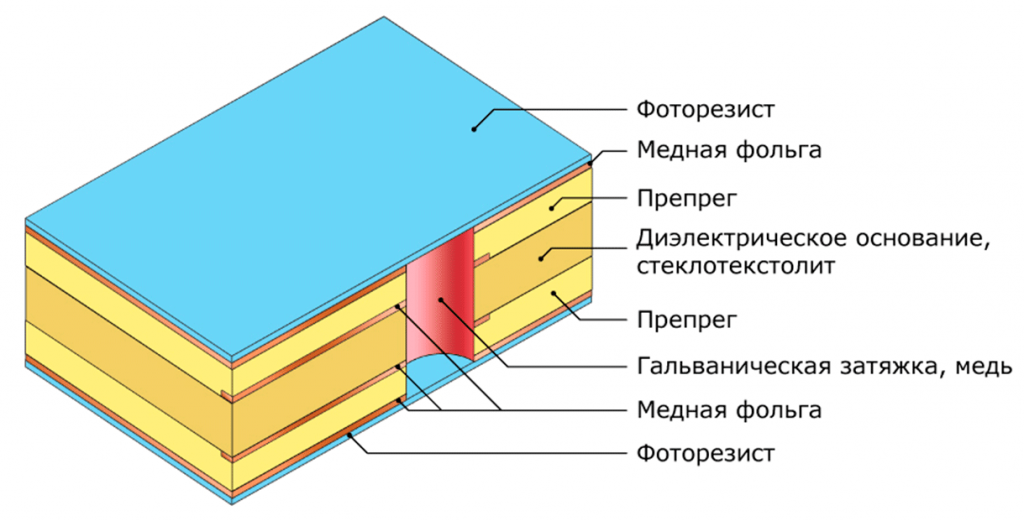 Фоторезист
Медная фольга
Препрег
Диэлектрическое основание,
стеклотекстолит
Препрег
Гальваническая затяжка, медь
Медная фольга
Фоторезист